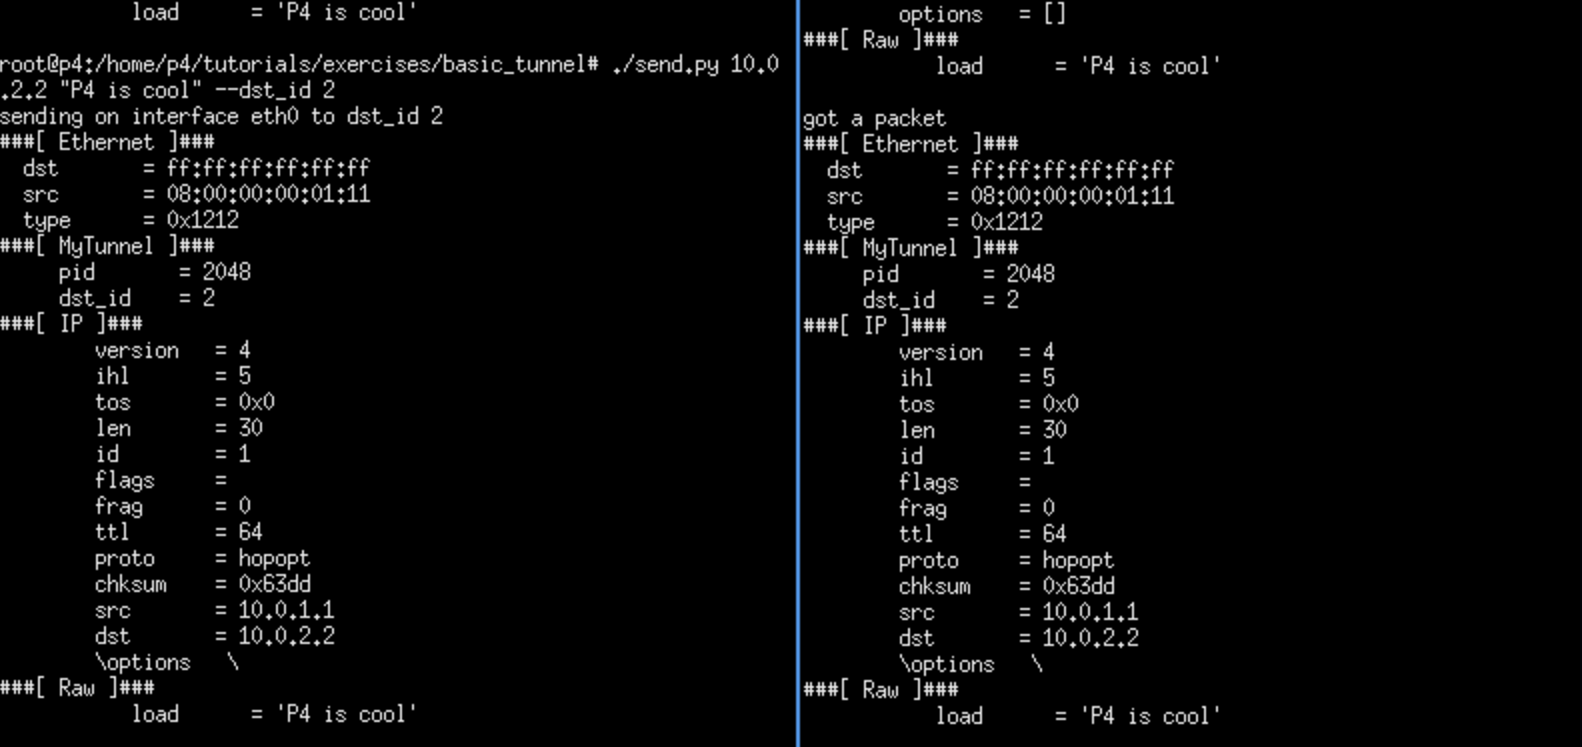 load      = 'P4 is cool'
root@p4:/home/p4/tutorials/exercises/basic_tunnel# ./send.py 10.0
.2.2 "P4 is cool" --dst_id 2
sending on interface eth0 to dst_id 2
###[ Ethernet ]###
  dst       = ff:ff:ff:ff:ff:ff
  src       = 08:00:00:00:01:11
  type      = 0x1212
###[ MyTunnel ]###
     pid       = 2048
     dst_id    = 2
###[ IP ]###
        version   = 4
        ihl       = 5
        tos       = 0x0
        len       = 30
        id        = 1
        flags     =
        frag      = 0
        ttl       = 64
        proto     = hopopt
        chksum    = 0x63dd
        src       = 10.0.1.1
        dst       = 10.0.2.2
        \options   \
###[ Raw ]###
           load      = 'P4 is cool'
        options   = []
###[ Raw ]###
           load      = 'P4 is cool'
got a packet
###[ Ethernet ]###
  dst       = ff:ff:ff:ff:ff:ff
  src       = 08:00:00:00:01:11
  type      = 0x1212
###[ MyTunnel ]###
     pid       = 2048
     dst_id    = 2
###[ IP ]###
        version   = 4
        ihl       = 5
        tos       = 0x0
        len       = 30
        id        = 1
        flags     =
        frag      = 0
        ttl       = 64
        proto     = hopopt
        chksum    = 0x63dd
        src       = 10.0.1.1
        dst       = 10.0.2.2
        \options   \
###[ Raw ]###
           load      = 'P4 is cool'